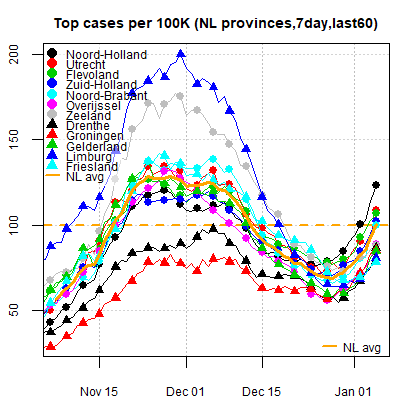 Top cases per 100K (NL provinces,7day,last60)
200
150
100
50
Noord-Holland
Utrecht
Flevoland
Zuid-Holland
Noord-Brabant
Overijssel
Zeeland
Drenthe
Groningen
Gelderland
Limburg
Friesland
NL avg
NL avg
Nov 15
Dec 01
Dec 15
Jan 01